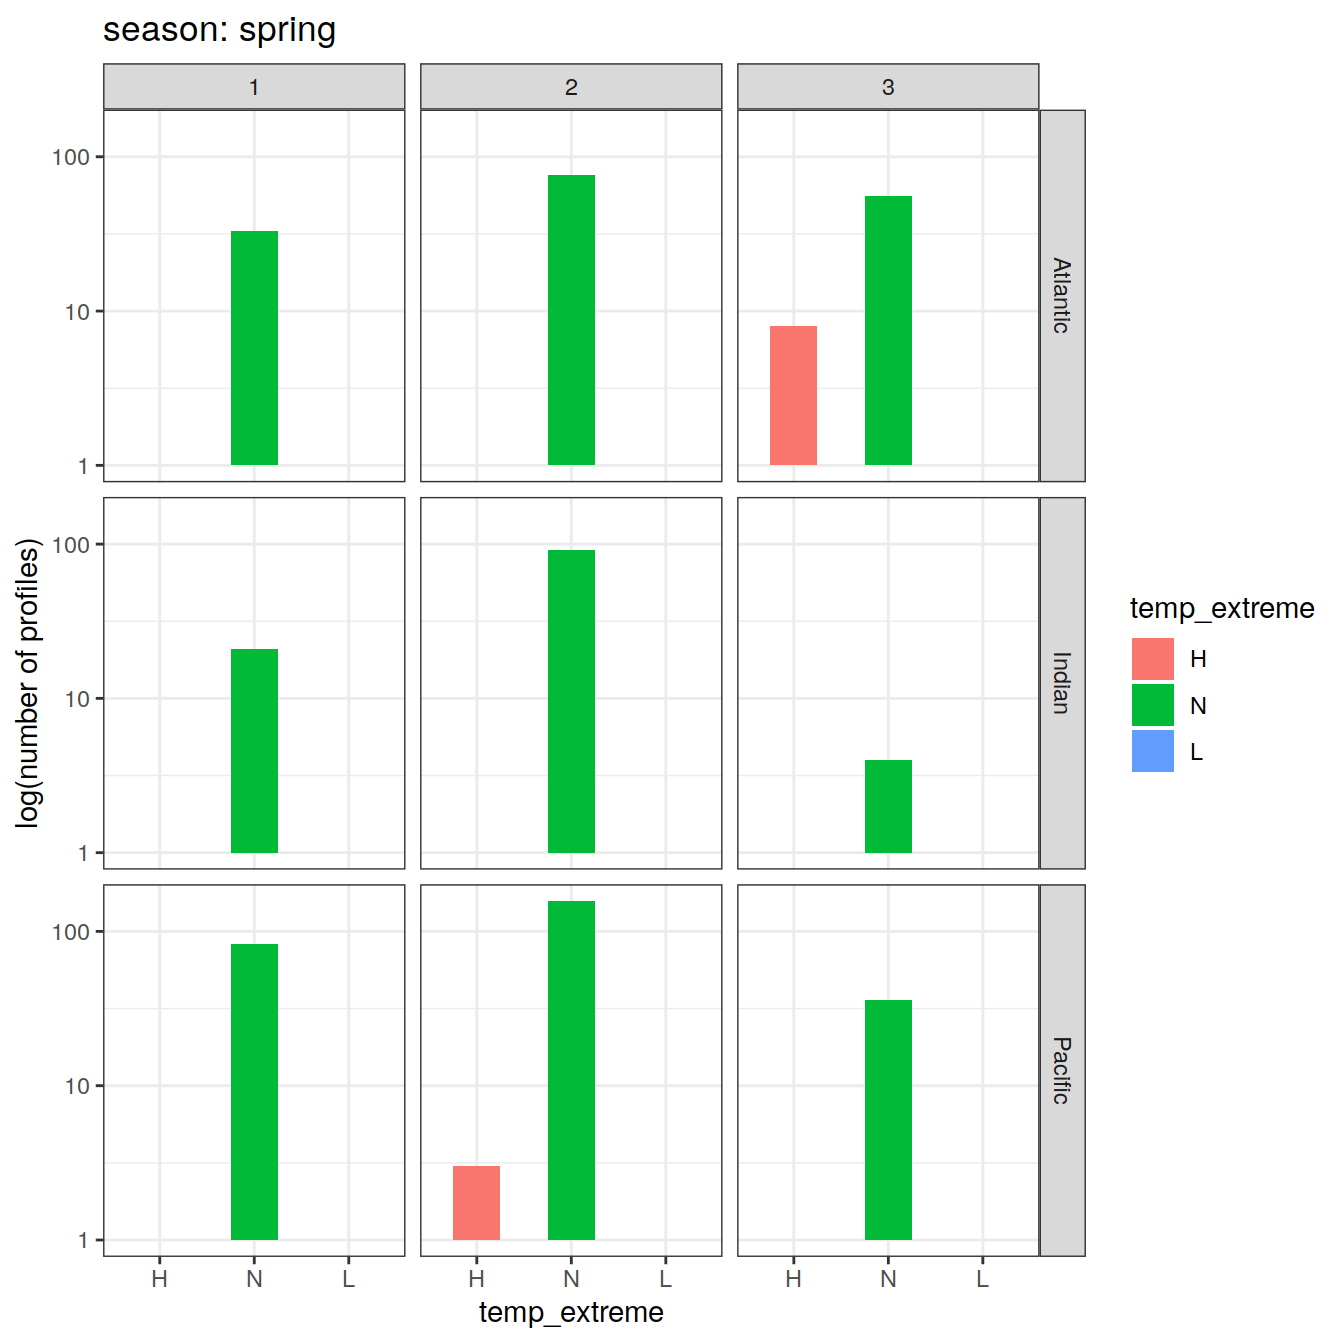 season: spring
1
2
3
100
10
1
Atlantic
100
10
1
Indian
100
10
1
Pacific
log(number of profiles)
H
N
L
H
N
L
H
N
L
temp_extreme
temp_extreme
H
N
L